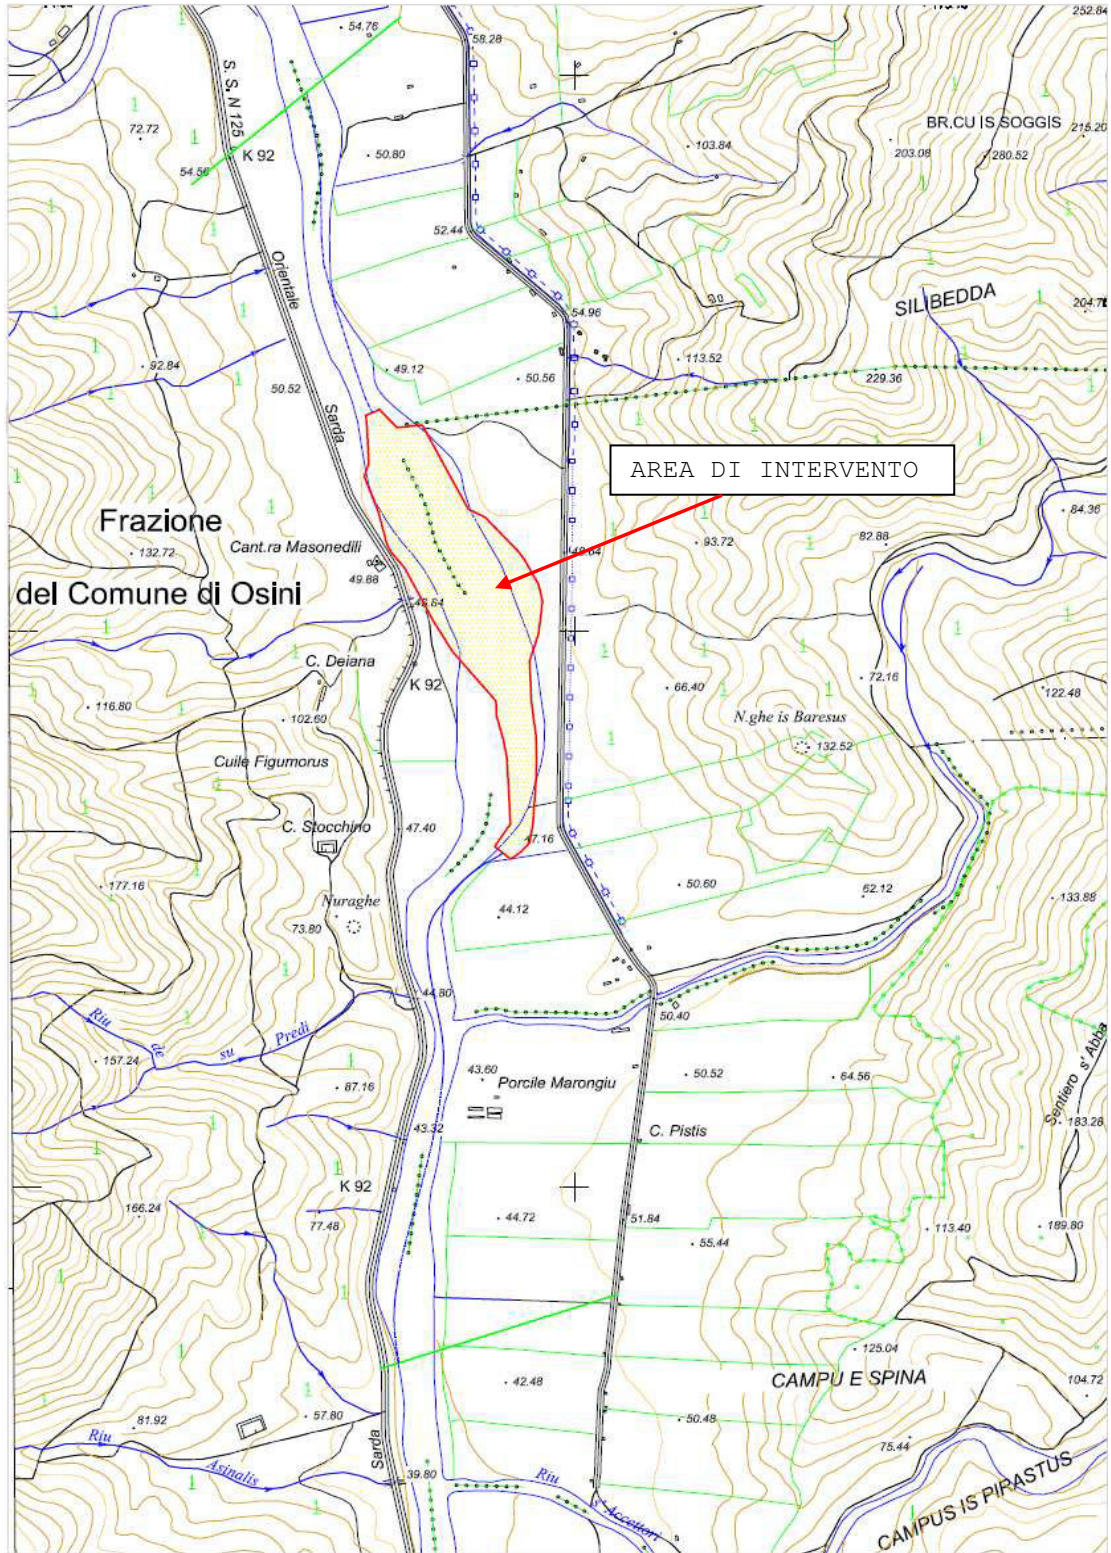 54.76
252.84
58.28
S. S. N 125
72.72
BR.CU IS SOGGIS
215.20
103.84
203.08
280.52
50.80
K 92
54.56
52.44
Orientale
SILIBEDDA
54.96
113.52
92.84
49.12
50.56
229.36
50.52
Sarda
AREA DI INTERVENTO
84.36
Frazione
132.72
Cant.ra Masonedili
93.72
82.88
49.88
del Comune di Osini
C. Deiana
K 92
72.16
66.40
122.48
116.80
102.60
N.ghe is Baresus
132.52
Cuile Figumorus
C. Stocchino
47.40
47.16
177.16
50.60
62.12
133.88
Nuraghe
44.12
73.80
44.80
Riu de su Predi
50.40
157.24
43.60
50.52
64.56
Porcile Marongiu
87.16
Sentiero s' Abba
183.28
43.32
C. Pistis
K 92
166.24
77.48
44.72
51.84
55.44
113.40
189.80
125.04
42.48
CAMPU E SPINA
104.72
81.92
57.80
50.48
75.44
Riu Asinalis
Sarda
39.80
Riu s' Accettori
CAMPUS IS PIRASTUS